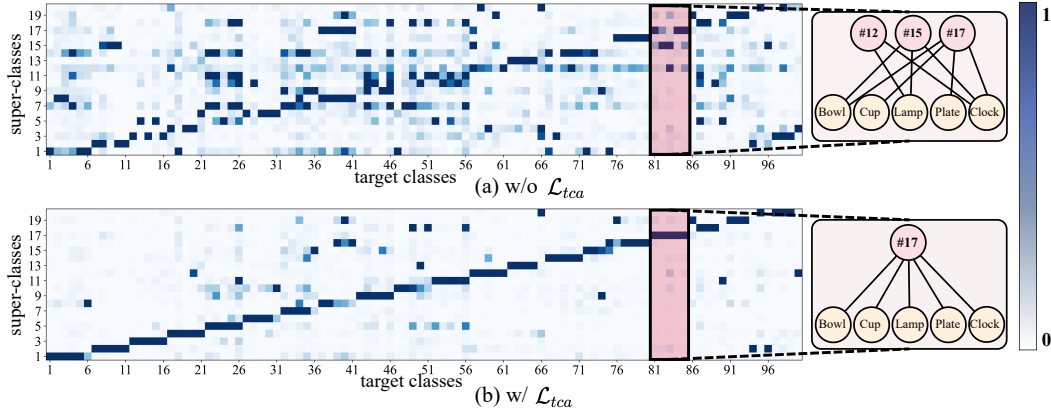 19
17
15
13
11
9
7
5
3
1
super-classes
1 6 11 16 21 26 31 36 41 46 51 56 61 66 71 76 81 86 91 96
target classes
(a) w/o ℒtca
#12 #15 #17
Bowl Cup Lamp Plate Clock
1
0
19
17
15
13
11
9
7
5
3
1
super-classes
1 6 11 16 21 26 31 36 41 46 51 56 61 66 71 76 81 86 91 96
target classes
(b) w/ ℒtca
#17
Bowl Cup Lamp Plate Clock